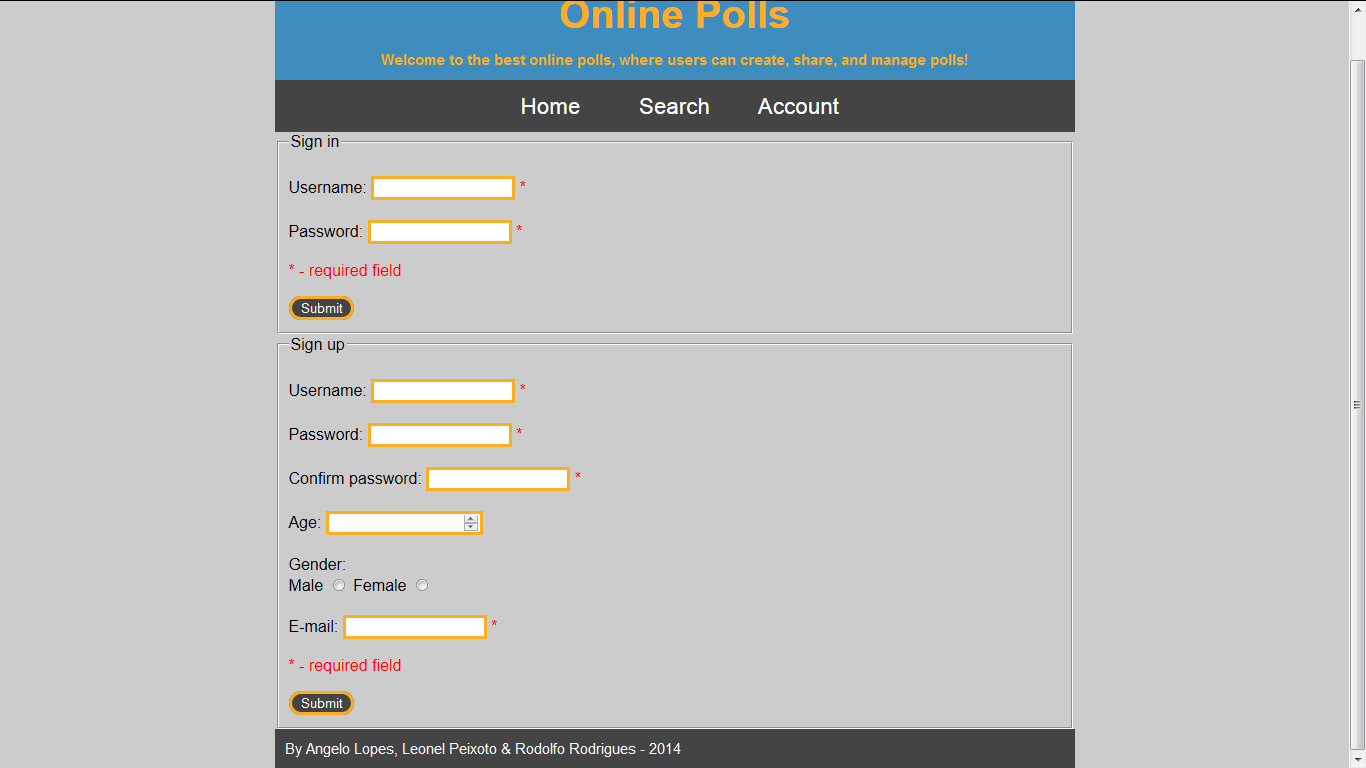 Online Polls
Welcome to the best online polls, where users can create, share, and manage polls!
Home Search Account
Sign in
Username: *
Password: *
* - required field
Submit
Sign up
Username: *
Password: *
Confirm password: *
Age:
Gender:
Male Female
E-mail: *
* - required field
Submit
By Angelo Lopes, Leonel Peixoto & Rodolfo Rodrigues - 2014